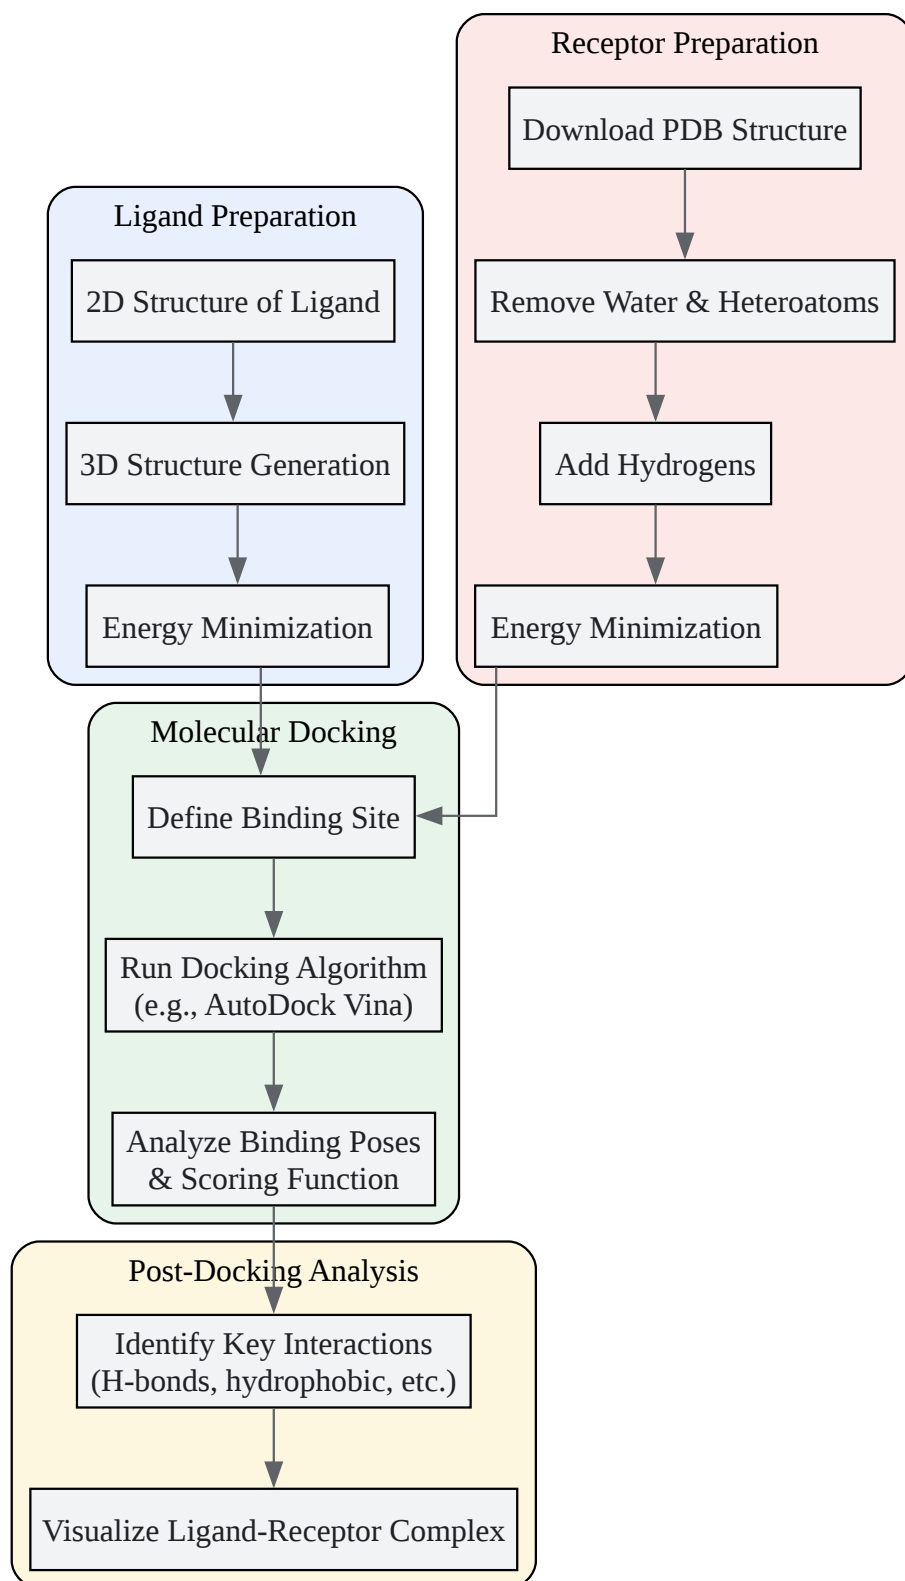 Receptor Preparation
Download PDB Structure
Remove Water & Heteroatoms
Add Hydrogens
Energy Minimization
Ligand Preparation
2D Structure of Ligand
3D Structure Generation
Energy Minimization
Molecular Docking
Define Binding Site
Run Docking Algorithm
(e.g., AutoDock Vina)
Analyze Binding Poses
& Scoring Function
Post-Docking Analysis
Identify Key Interactions
(H-bonds, hydrophobic, etc.)
Visualize Ligand-Receptor Complex